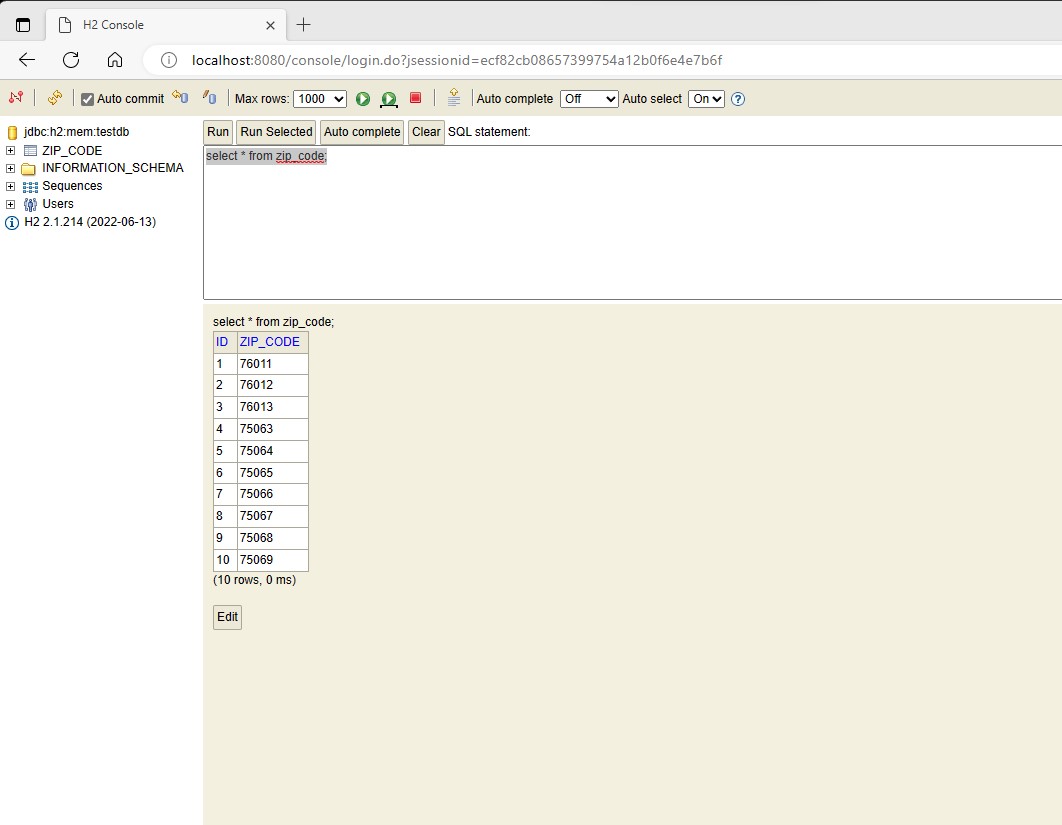 H2 Console
localhost:8080/console/login.do?jsessionid=ecf82cb08657399754a12b0f6e4e7b6f
Auto commit Max rows: 1000 Auto complete Off Auto select On ?
jdbc:h2:mem:testdb
ZIP_CODE
INFORMATION_SCHEMA
Sequences
Users
H2 2.1.214 (2022-06-13)
Run Run Selected Auto complete Clear SQL statement:
select * from zip_code;
select * from zip_code;
ID ZIP_CODE
1 76011
2 76012
3 76013
4 75063
5 75064
6 75065
7 75066
8 75067
9 75068
10 75069
(10 rows, 0 ms)
Edit